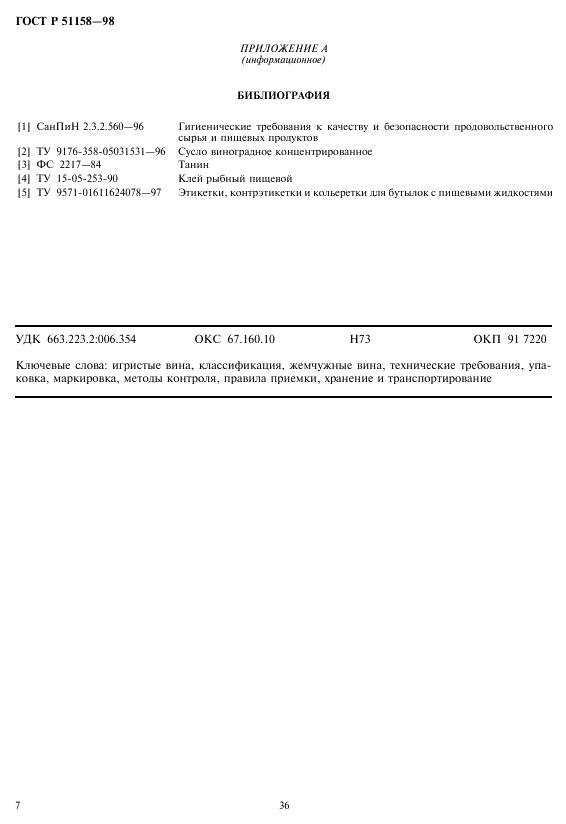 ГОСТ Р 51158—98
ПРИЛОЖЕНИЕ А
(информационное)
БИБЛИОГРАФИЯ
[1] СанПиН 2.3.2.560—96 Гигиенические требования к качеству и безопасности продовольственного
сырья и пищевых продуктов
[2] ТУ 9176-358-05031531—96 Сусло виноградное концентрированное
[3] ФС 2217—84 Танин
[4] ТУ 15-05-253-90 Клей рыбный пищевой
[5] ТУ 9571-01611624078—97 Этикетки, контрэтикетки и кольеретки для бутылок с пищевыми жидкостями
УДК 663.223.2:006.354 ОКС 67.160.10 Н73 ОКП 91 7220
Ключевые слова: игристые вина, классификация, жемчужные вина, технические требования, упа-
ковка, маркировка, методы контроля, правила приемки, хранение и транспортирование
7 36